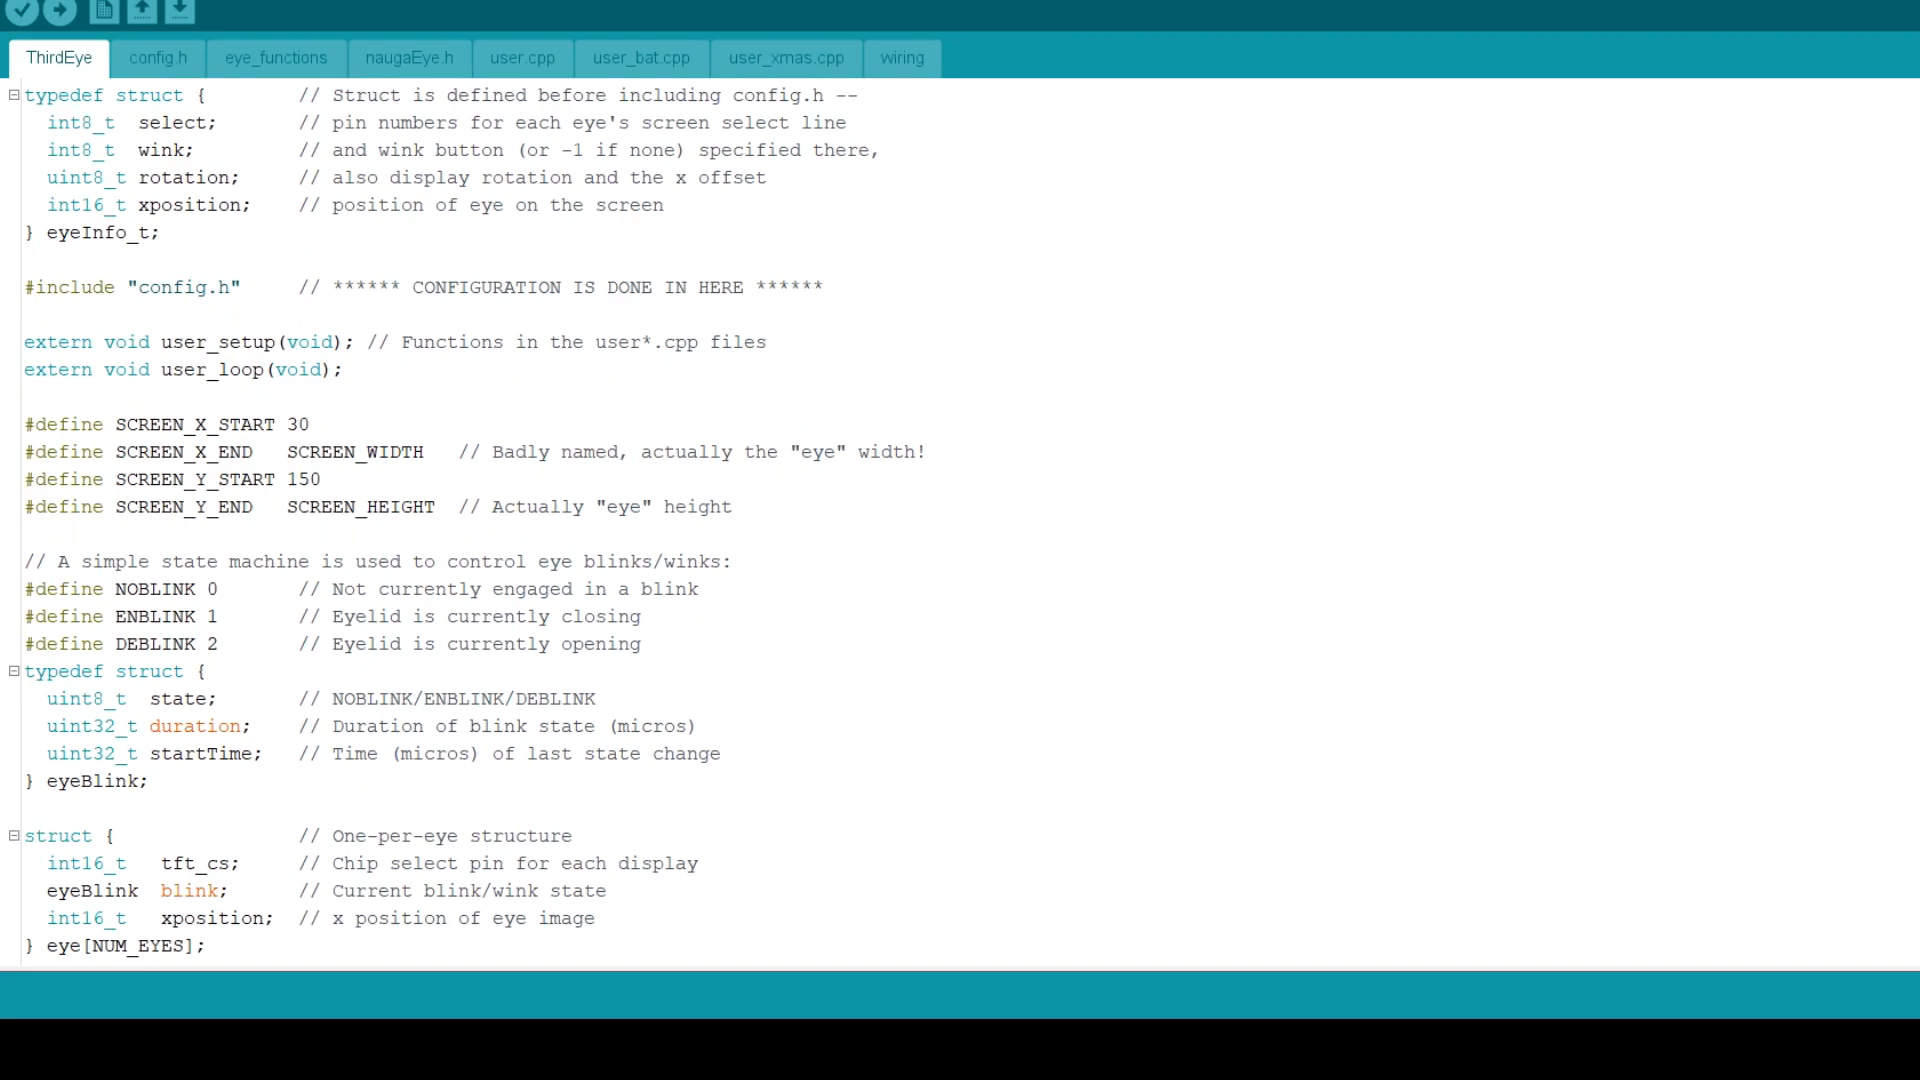 ThirdEye config.h eye_functions naugaEye.h user.cpp user_bat.cpp user_xmas.cpp wiring
typedef struct {        // Struct is defined before including config.h --
  int8_t  select;       // pin numbers for each eye's screen select line
  int8_t  wink;         // and wink button (or -1 if none) specified there,
  uint8_t rotation;     // also display rotation and the x offset
  int16_t xposition;    // position of eye on the screen
} eyeInfo_t;
#include "config.h"     // ****** CONFIGURATION IS DONE IN HERE ******
extern void user_setup(void); // Functions in the user*.cpp files
extern void user_loop(void);
#define SCREEN_X_START 30
#define SCREEN_X_END   SCREEN_WIDTH   // Badly named, actually the "eye" width!
#define SCREEN_Y_START 150
#define SCREEN_Y_END   SCREEN_HEIGHT  // Actually "eye" height
// A simple state machine is used to control eye blinks/winks:
#define NOBLINK 0       // Not currently engaged in a blink
#define ENBLINK 1       // Eyelid is currently closing
#define DEBLINK 2       // Eyelid is currently opening
typedef struct {
  uint8_t  state;       // NOBLINK/ENBLINK/DEBLINK
  uint32_t duration;    // Duration of blink state (micros)
  uint32_t startTime;   // Time (micros) of last state change
} eyeBlink;
struct {                // One-per-eye structure
  int16_t   tft_cs;     // Chip select pin for each display
  eyeBlink  blink;      // Current blink/wink state
  int16_t   xposition;  // x position of eye image
} eye[NUM_EYES];